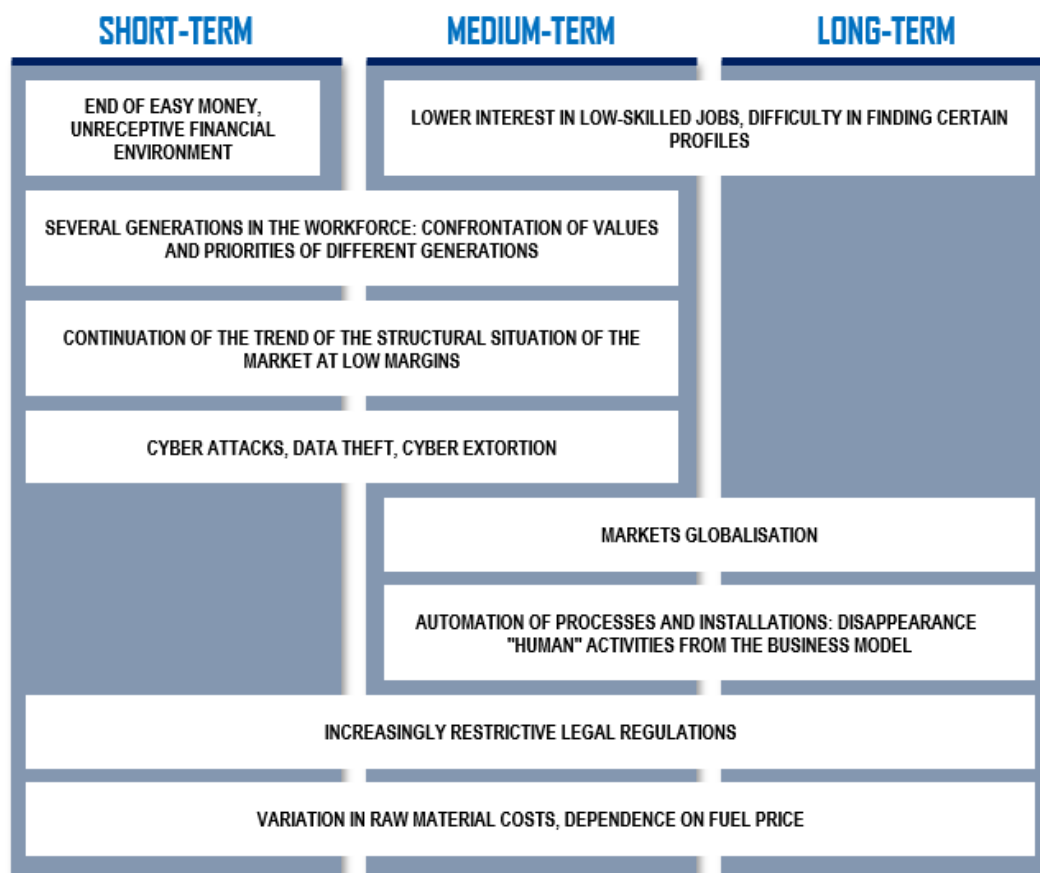 SHORT-TERM
MEDIUM-TERM
LONG-TERM
END OF EASY MONEY,
UNRECEPTIVE FINANCIAL
ENVIRONMENT
LOWER INTEREST IN LOW-SKILLED JOBS, DIFFICULTY IN FINDING CERTAIN
PROFILES
SEVERAL GENERATIONS IN THE WORKFORCE: CONFRONTATION OF VALUES
AND PRIORITIES OF DIFFERENT GENERATIONS
CONTINUATION OF THE TREND OF THE STRUCTURAL SITUATION OF THE
MARKET AT LOW MARGINS
CYBER ATTACKS, DATA THEFT, CYBER EXTORTION
MARKETS GLOBALISATION
AUTOMATION OF PROCESSES AND INSTALLATIONS: DISAPPEARANCE
"HUMAN" ACTIVITIES FROM THE BUSINESS MODEL
INCREASINGLY RESTRICTIVE LEGAL REGULATIONS
VARIATION IN RAW MATERIAL COSTS, DEPENDENCE ON FUEL PRICE